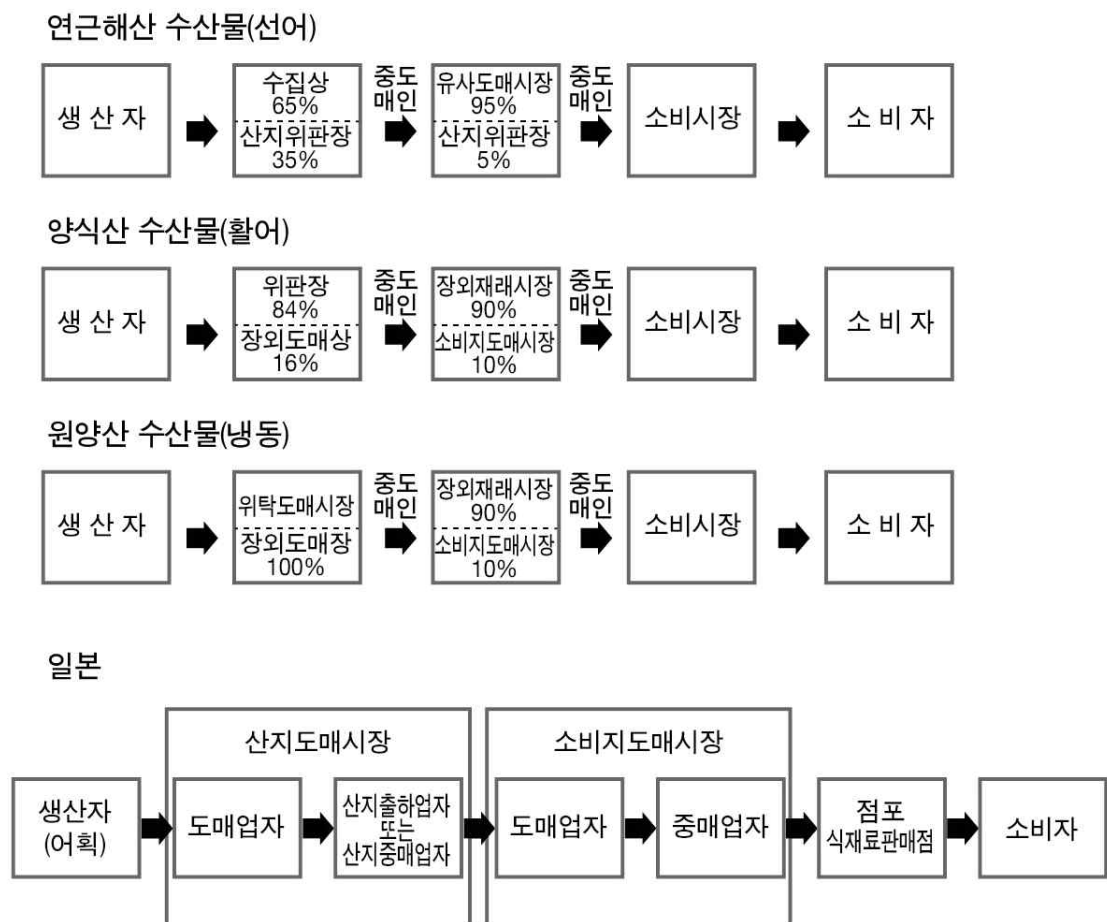 연근해산 수산물(선어)
생 산 자
수집상
65%
산지위판장
35%
중도
매인
유사도매시장
95%
산지위판장
5%
중도
매인
소비시장
소 비 자
양식산 수산물(활어)
생 산 자
위판장
84%
장외도매상
16%
중도
매인
장외재래시장
90%
소비지도매시장
10%
중도
매인
소비시장
소 비 자
원양산 수산물(냉동)
생 산 자
위탁도매시장
장외도매장
100%
중도
매인
장외재래시장
90%
소비지도매시장
10%
중도
매인
소비시장
소 비 자
일본
산지도매시장
소비지도매시장
생산자
(어획)
도매업자
산지출하업자
또는
산지중매업자
도매업자
중매업자
점포
식재료판매점
소비자